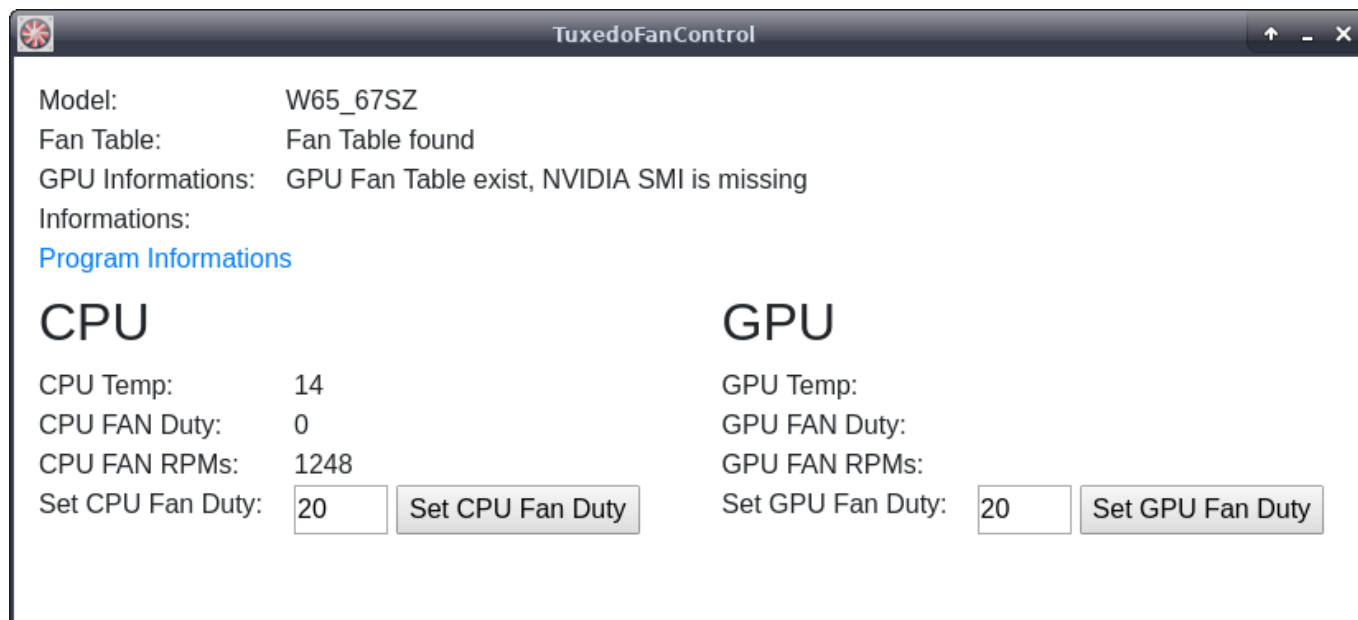 TuxedoFanControl
Model: W65_67SZ
Fan Table: Fan Table found
GPU Informations: GPU Fan Table exist, NVIDIA SMI is missing
Informations:
Program Informations
CPU
CPU Temp: 14
CPU FAN Duty: 0
CPU FAN RPMs: 1248
Set CPU Fan Duty: 20 Set CPU Fan Duty
GPU
GPU Temp:
GPU FAN Duty:
GPU FAN RPMs:
Set GPU Fan Duty: 20 Set GPU Fan Duty